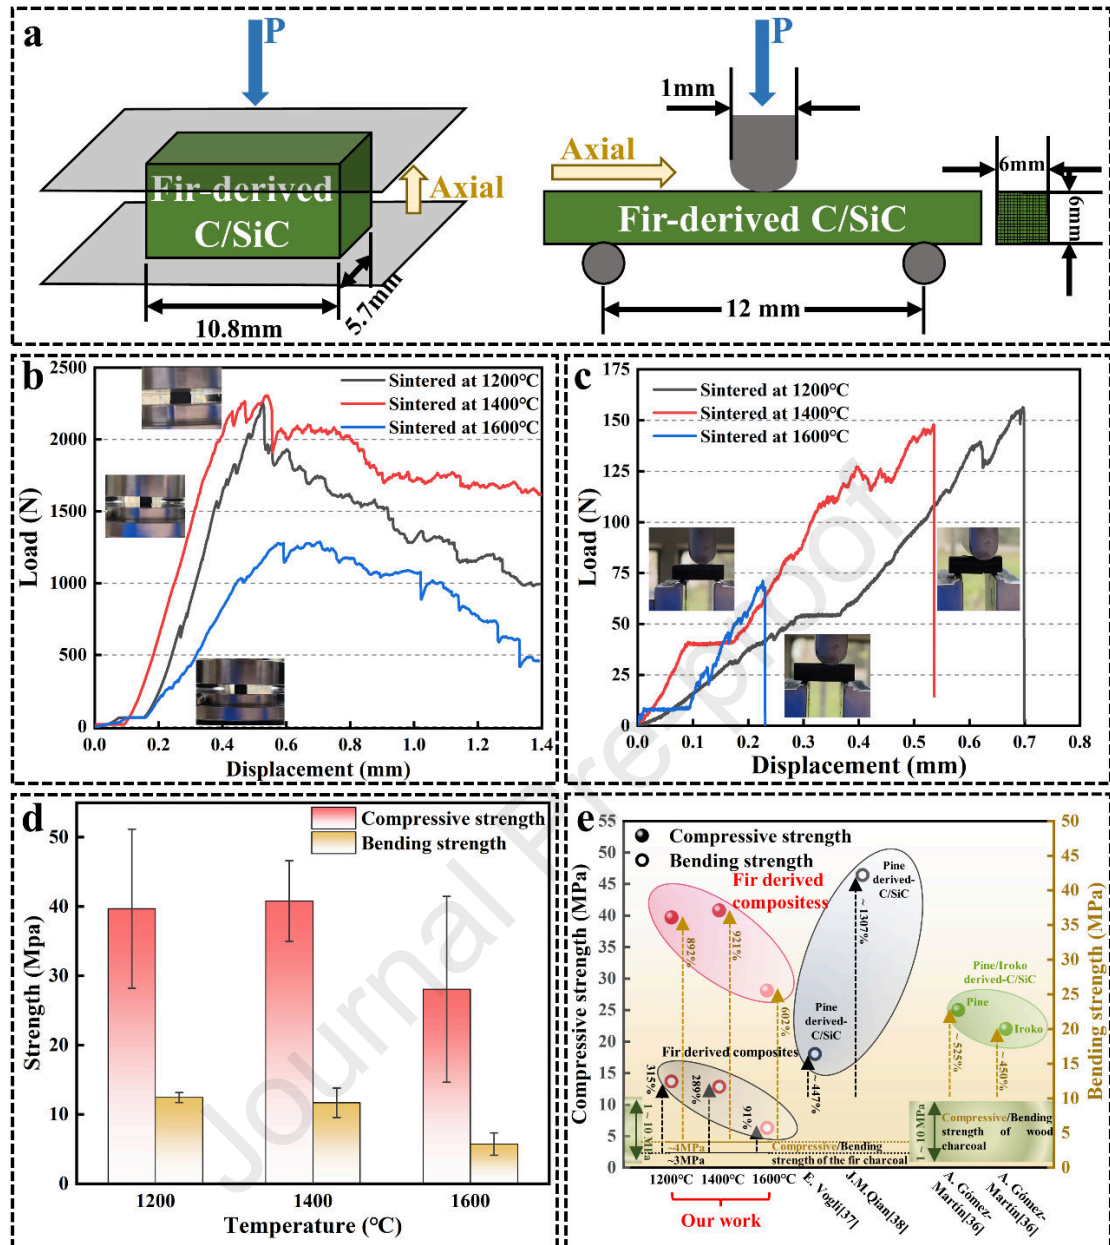 a
P
Fir-derived
C/SiC
Axial
10.8mm
5.7mm
P
1mm
Axial
Fir-derived C/SiC
12 mm
6mm
6mm
b
Sintered at 1200℃
Sintered at 1400℃
Sintered at 1600℃
2500
2000
1500
1000
500
0
Load (N)
0.0 0.2 0.4 0.6 0.8 1.0 1.2 1.4
Displacement (mm)
c
Sintered at 1200℃
Sintered at 1400℃
Sintered at 1600℃
175
150
125
100
75
50
25
0
Load (N)
0.0 0.1 0.2 0.3 0.4 0.5 0.6 0.7 0.8
Displacement (mm)
d
Compressive strength
Bending strength
50
40
30
20
10
0
Strength (Mpa)
1200 1400 1600
Temperature (℃)
e
Compressive strength
Bending strength
55
50
45
40
35
30
25
20
15
10
5
0
Compressive strength (MPa)
50
45
40
35
30
25
20
15
10
5
0
Bending strength (MPa)
Fir derived
compositess
892%
921%
602%
Pine
derived-
C/SiC
~ 1307%
Pine
derived-
C/SiC
~ 447%
Pine/Iroko
derived-C/SiC
Pine
Iroko
~ 525%
~ 450%
Fir derived composites
315%
289%
91%
1 ~ 10 MPa
~4MPa
~3MPa
Compressive/Bending
strength of the fir charcoal
1 ~ 10 MPa
Compressive/Bending
strength of wood
charcoal
1200℃ 1400℃ 1600℃
Our work
E. Vogli[37]
J.M.Qian[38]
A. Gómez-
Martín[36]
A. Gómez-
Martín[36]
Journal Pre-proof